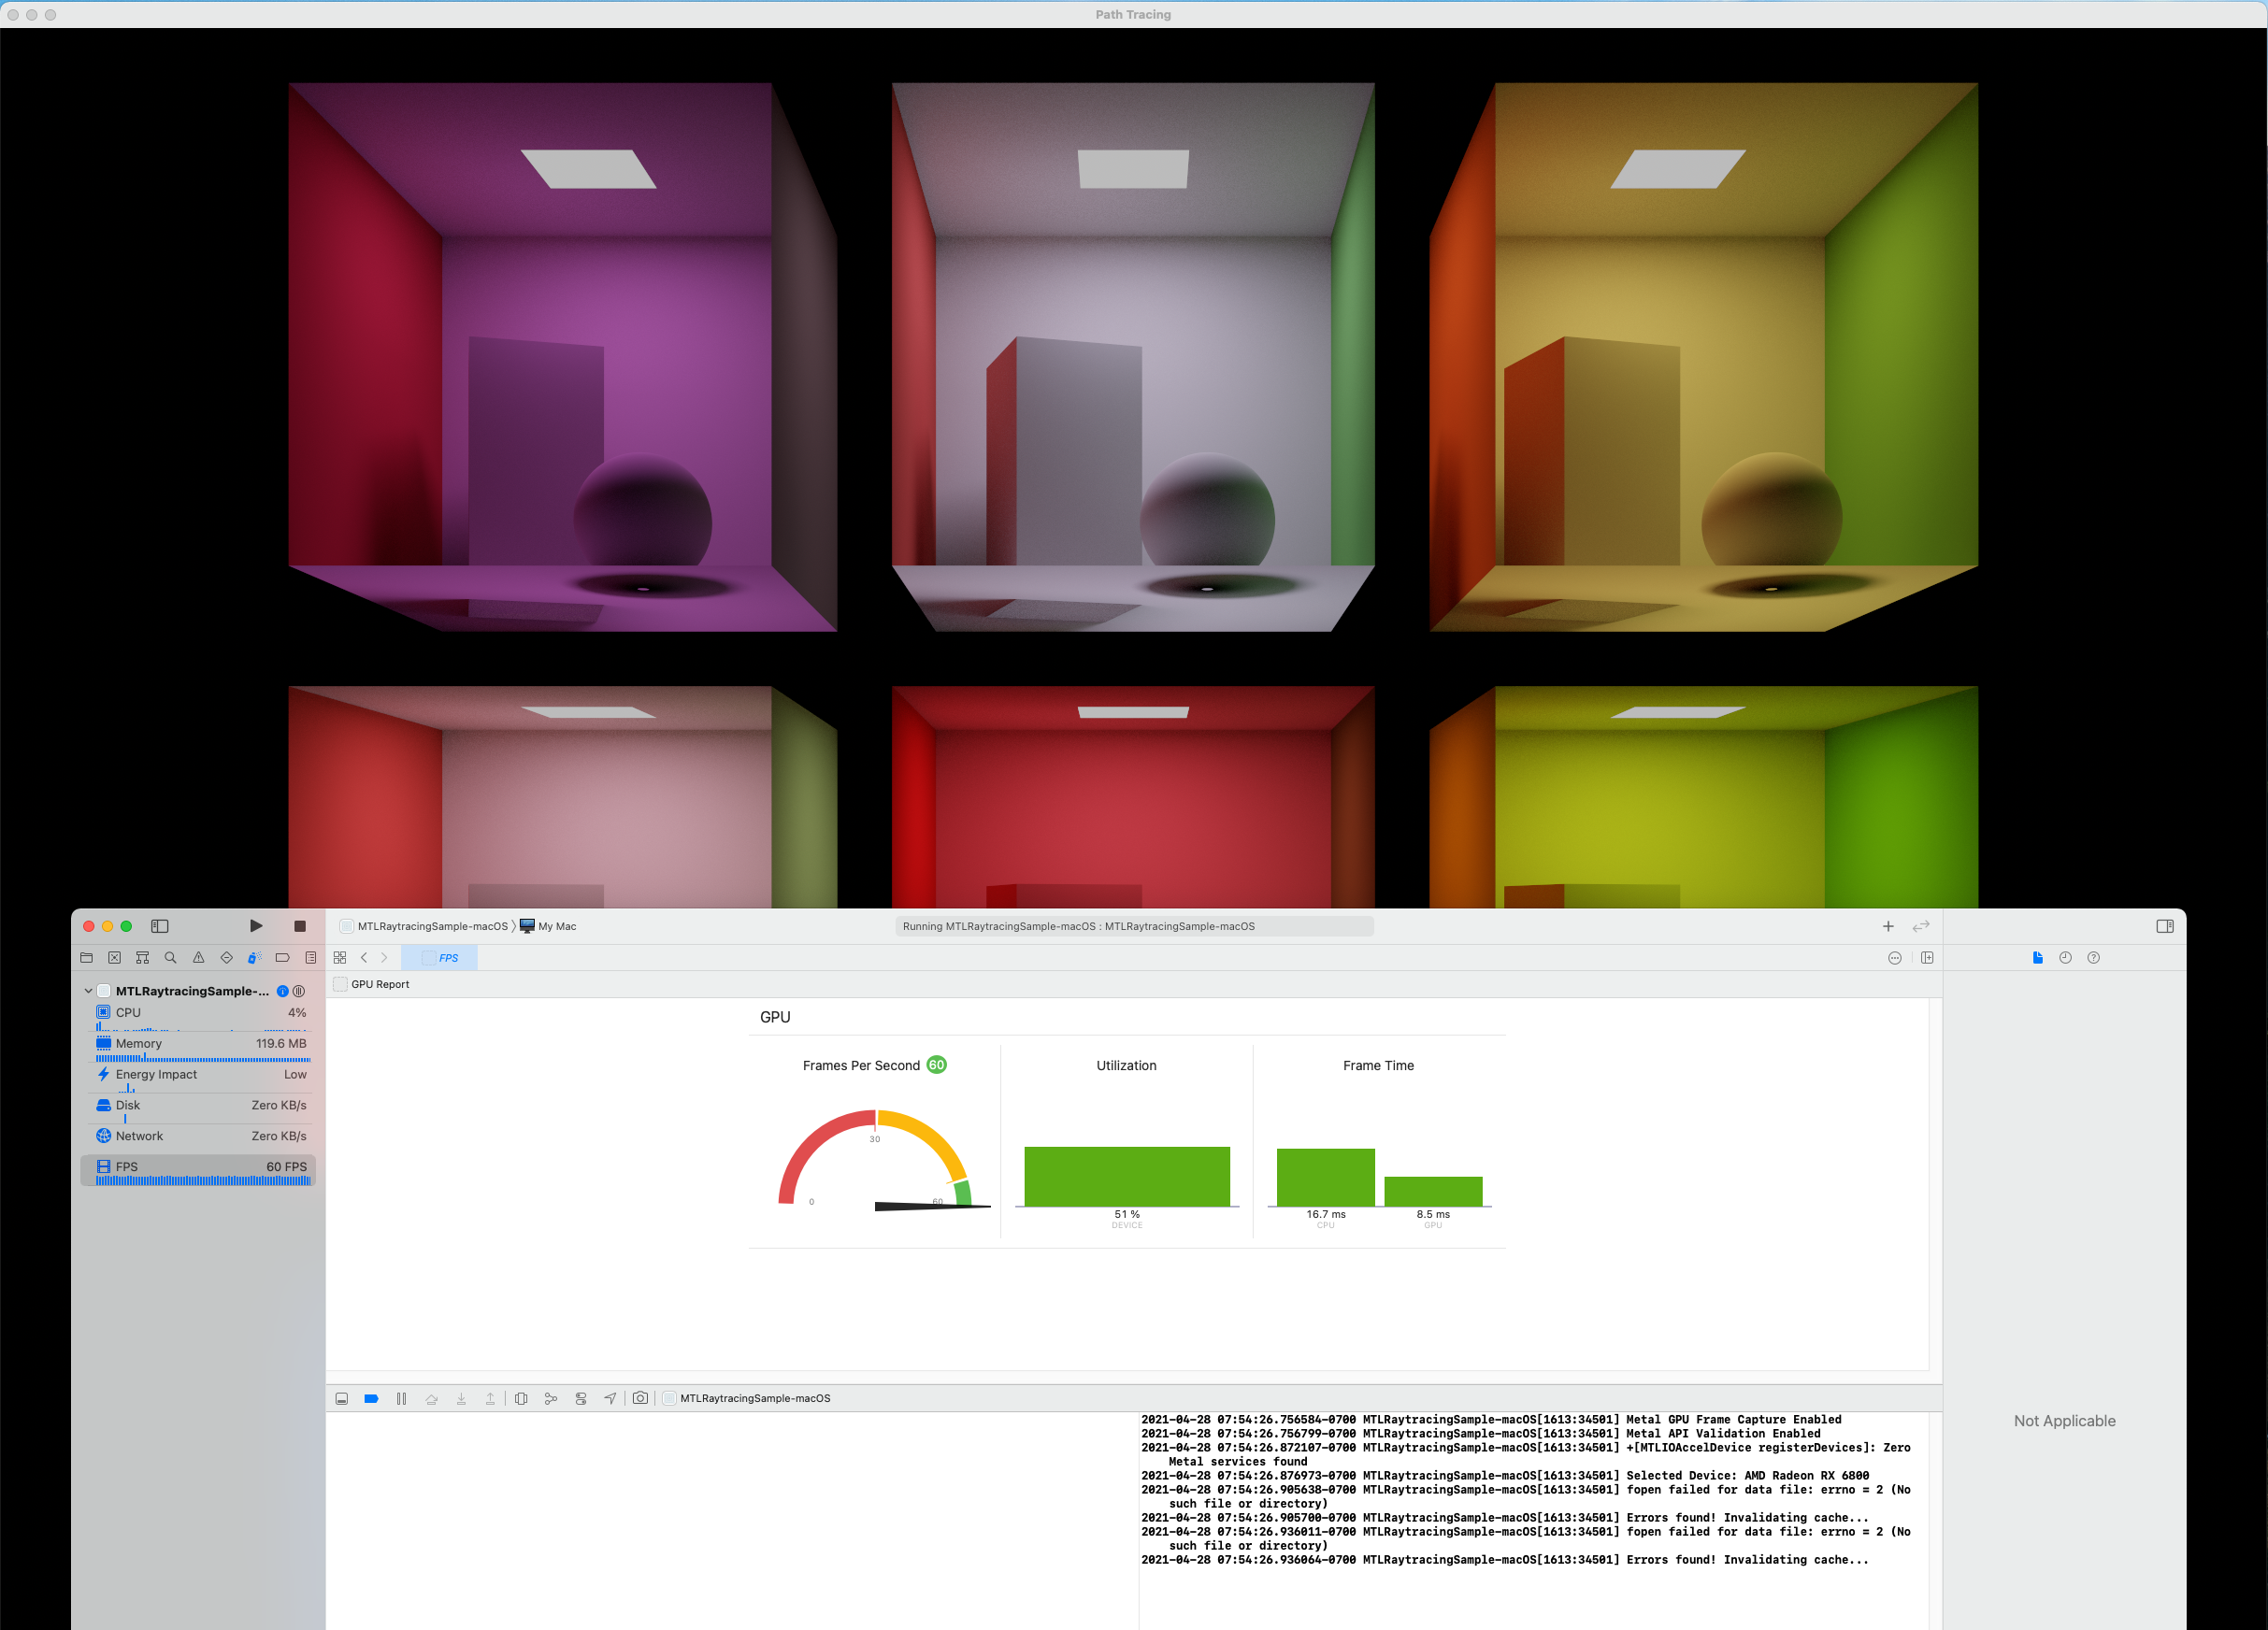 Path Tracing
MTLRaytracingSample-macOS 〉 My Mac
Running MTLRaytracingSample-macOS : MTLRaytracingSample-macOS
FPS
GPU Report
MTLRaytracingSample-...
CPU 4%
Memory 119.6 MB
Energy Impact Low
Disk Zero KB/s
Network Zero KB/s
FPS 60 FPS
GPU
Frames Per Second 60
0
30
60
Utilization
51 %
DEVICE
Frame Time
16.7 ms
CPU
8.5 ms
GPU
MTLRaytracingSample-macOS
2021-04-28 07:54:26.756584-0700 MTLRaytracingSample-macOS[1613:34501] Metal GPU Frame Capture Enabled
2021-04-28 07:54:26.756799-0700 MTLRaytracingSample-macOS[1613:34501] Metal API Validation Enabled
2021-04-28 07:54:26.872107-0700 MTLRaytracingSample-macOS[1613:34501] +[MTLIOAccelDevice registerDevices]: Zero
Metal services found
2021-04-28 07:54:26.876973-0700 MTLRaytracingSample-macOS[1613:34501] Selected Device: AMD Radeon RX 6800
2021-04-28 07:54:26.905638-0700 MTLRaytracingSample-macOS[1613:34501] fopen failed for data file: errno = 2 (No
such file or directory)
2021-04-28 07:54:26.905700-0700 MTLRaytracingSample-macOS[1613:34501] Errors found! Invalidating cache...
2021-04-28 07:54:26.936011-0700 MTLRaytracingSample-macOS[1613:34501] fopen failed for data file: errno = 2 (No
such file or directory)
2021-04-28 07:54:26.936064-0700 MTLRaytracingSample-macOS[1613:34501] Errors found! Invalidating cache...
Not Applicable